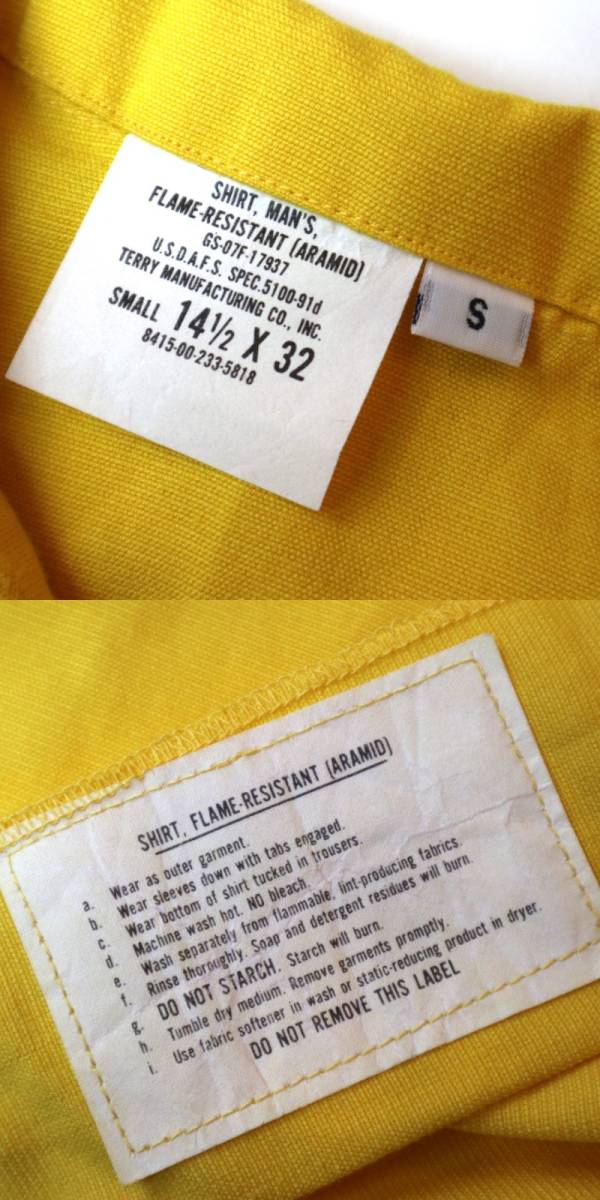 SHIRT, MAN'S,
FLAME-RESISTANT (ARAMID)
GS-07F-17937
U.S.D.A.F.S. SPEC.5100-91d
TERRY MANUFACTURING CO., INC.
SMALL 14½ X 32
8415-00-233-5818
S
SHIRT, FLAME-RESISTANT (ARAMID)
a. Wear as outer garment.
b. Wear sleeves down with tabs engaged.
c. Wear bottom of shirt tucked in trousers.
d. Machine wash hot. NO bleach.
e. Wash separately from flammable, lint-producing fabrics.
f. Rinse thoroughly. Soap and detergent residues will burn.
g. DO NOT STARCH. Starch will burn.
h. Tumble dry medium. Remove garments promptly.
i. Use fabric softener in wash or static-reducing product in dryer.
DO NOT REMOVE THIS LABEL